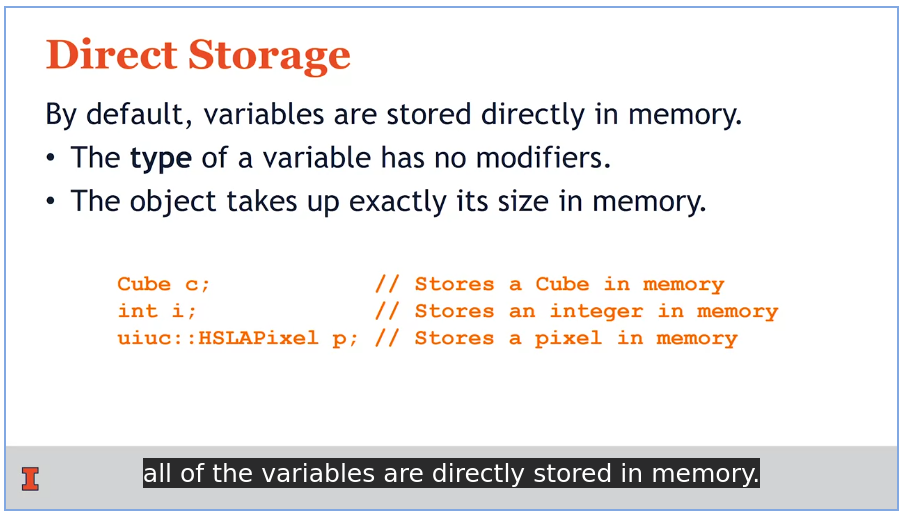 Direct Storage
By default, variables are stored directly in memory.
• The type of a variable has no modifiers.
• The object takes up exactly its size in memory.
Cube c; // Stores a Cube in memory
int i; // Stores an integer in memory
uiuc::HSLAPixel p; // Stores a pixel in memory
I
all of the variables are directly stored in memory.